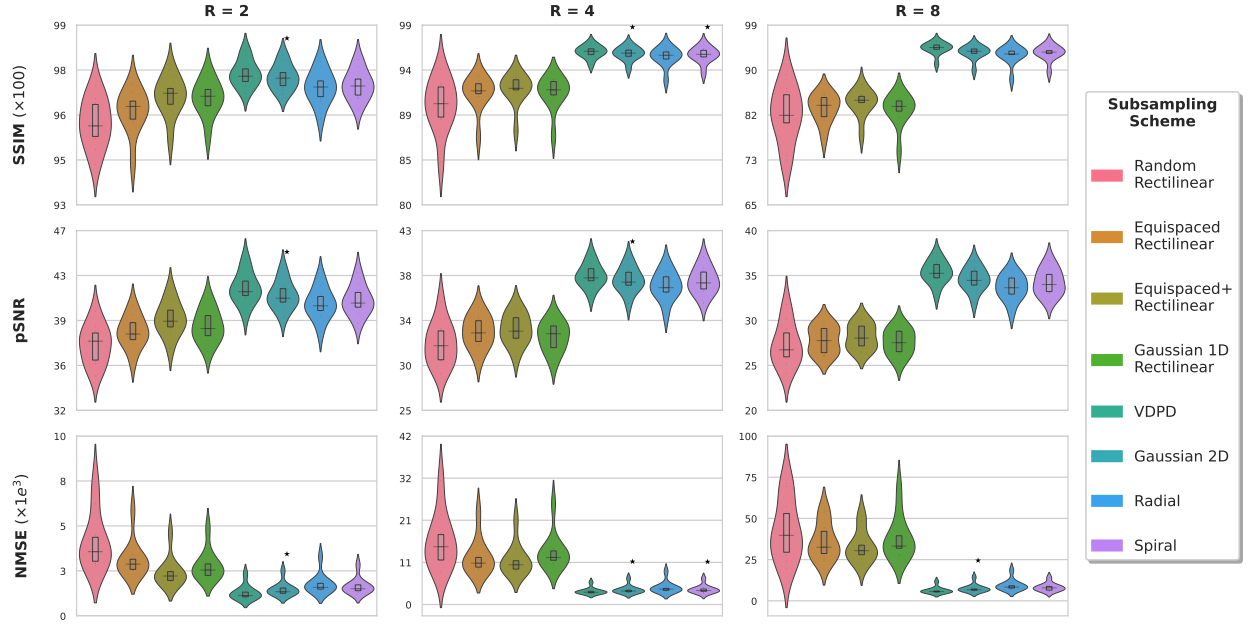 R = 2
R = 4
R = 8
SSIM (×100)
99
98
96
95
93
99
94
89
85
80
99
90
82
73
65
pSNR
47
43
39
36
32
43
38
34
30
25
40
35
30
25
20
NMSE (×1e³)
10
8
5
3
0
42
32
21
11
0
100
75
50
25
0
Subsampling
Scheme
Random
Rectilinear
Equispaced
Rectilinear
Equispaced+
Rectilinear
Gaussian 1D
Rectilinear
VDPD
Gaussian 2D
Radial
Spiral